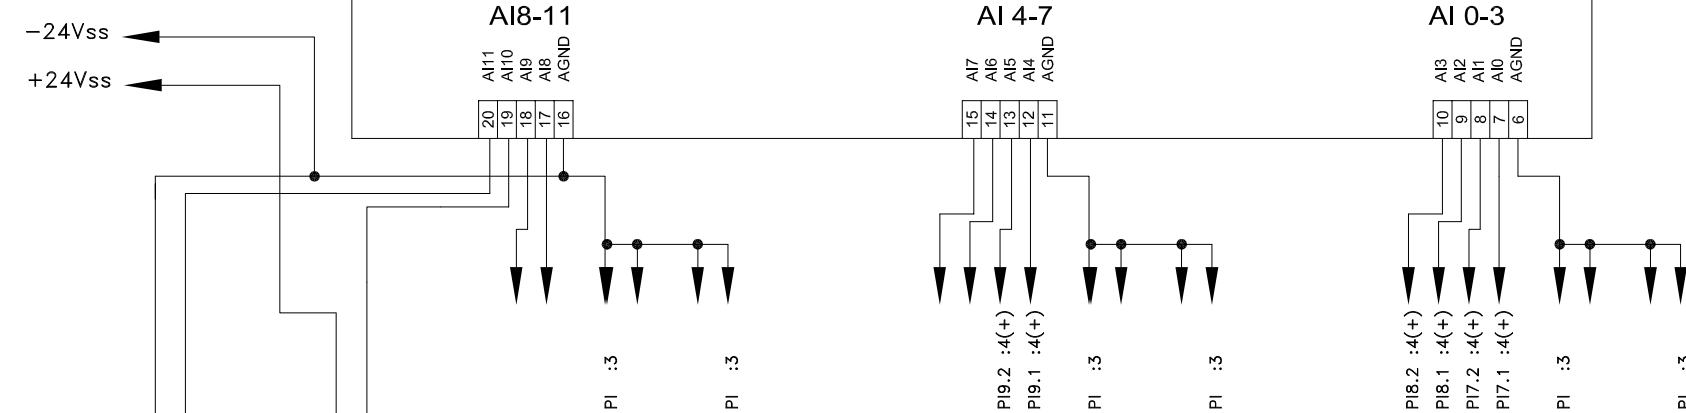 AI8-11
AI 4-7
AI 0-3
-24Vss
+24Vss
AI11
AI10
AI9
AI8
AGND
AI7
AI6
AI5
AI4
AGND
AI3
AI2
AI1
AI0
AGND
20
19
18
17
16
15
14
13
12
11
10
9
8
7
6
PI :3
PI :3
PI9.2 :4(+)
PI9.1 :4(+)
PI :3
PI :3
PI8.2 :4(+)
PI8.1 :4(+)
PI7.2 :4(+)
PI7.1 :4(+)
PI :3
PI :3